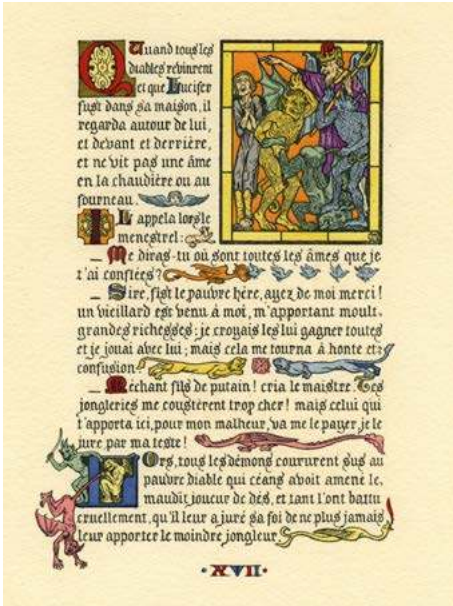 Quand tous les
diables revinrent
et que Lucifer
fust dans sa maison, il
regarda autour de lui,
et devant et derrière,
et ne vit pas une âme
en la chaudière ou au
fourneau.
Il appela lors le
menestrel :
— Me diras-tu où sont toutes les âmes que je
t'ai confiées ?
— Sire, fist le pauvre hère, ayez de moi merci !
un vieillard est venu à moi, m'apportant moult
grandes richesses : je croyais les lui gagner toutes
et je jouai avec lui ; mais cela me tourna à honte et
confusion.
— Méchant fils de putain ! cria le maistre. Tes
jongleries me coustèrent trop cher ! mais celui qui
t'apporta ici, pour mon malheur, va me le payer, je le
jure par ma teste !
Lors, tous les démons coururent sus au
pauvre diable qui céans avoit amené le
maudit joueur de dés, et tant l'ont battu
cruellement, qu'il leur a juré sa foi de ne plus jamais
leur apporter le moindre jongleur.
• XVII •